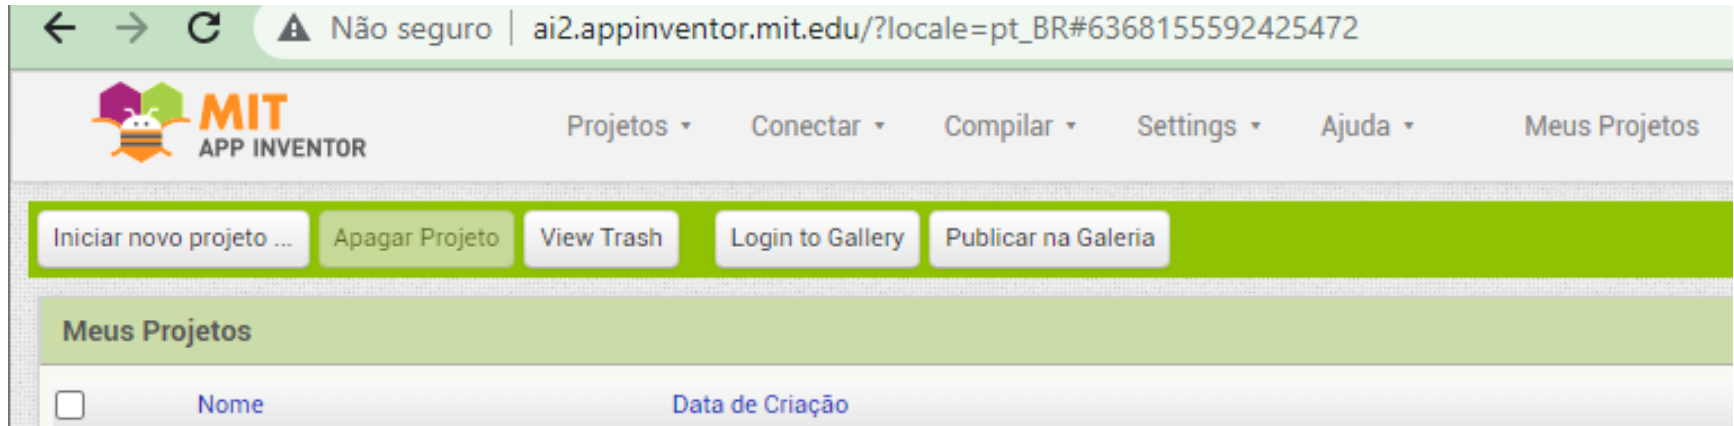 Não seguro | ai2.appinventor.mit.edu/?locale=pt_BR#6368155592425472
MIT
APP INVENTOR
Projetos Conectar Compilar Settings Ajuda Meus Projetos
Iniciar novo projeto ... Apagar Projeto View Trash Login to Gallery Publicar na Galeria
Meus Projetos
Nome Data de Criação